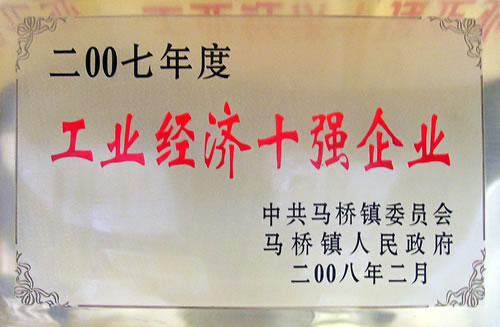 二00七年度
工业经济十强企业
中共马桥镇委员会
马桥镇人民政府
二00八年二月